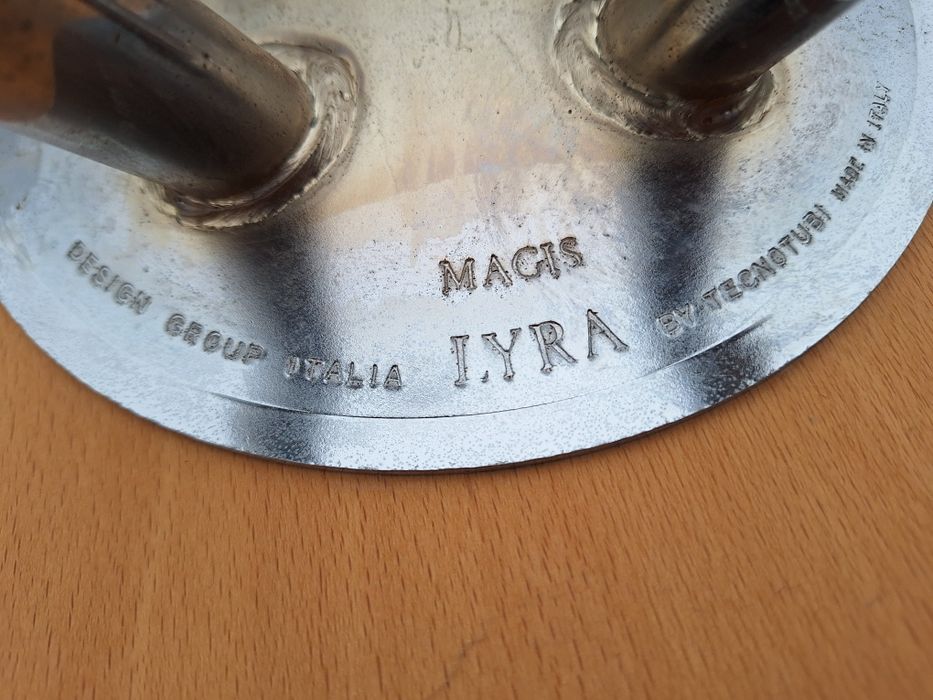 MAGIS
LYRA
DESIGN GROUP ITALIA
BY TECNOTUBI MADE IN ITALY